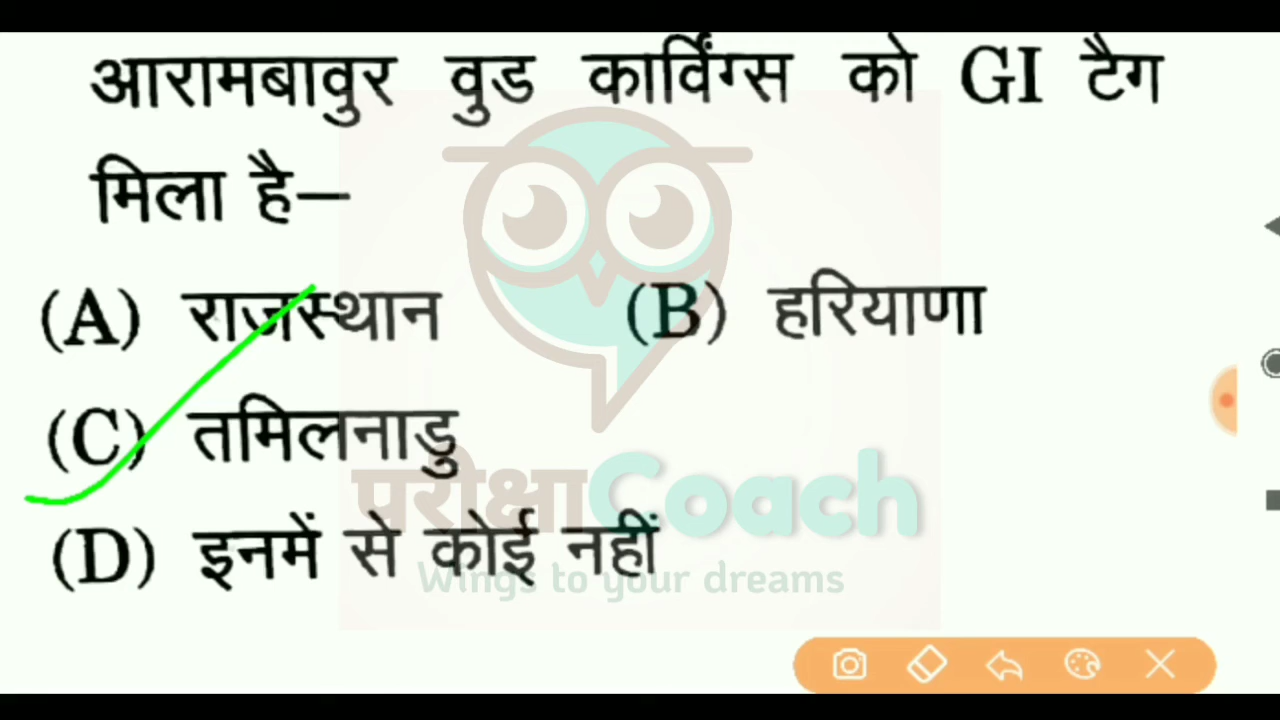 आरामबावुर वुड कार्विंग्स को GI टैग
मिला है–
(A) राजस्थान (B) हरियाणा
(C) तमिलनाडु
(D) इनमें से कोई नहीं
परीक्षाCoach
Wings to your dreams